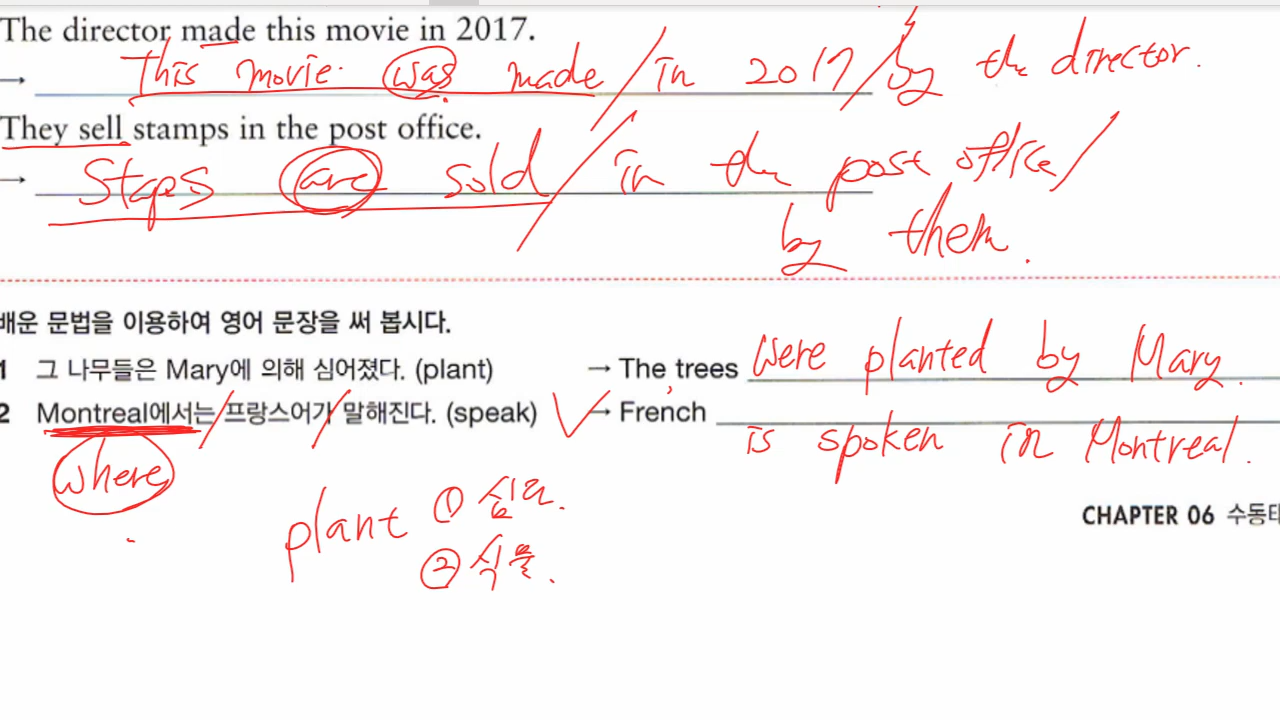 The director made this movie in 2017.
→ This movie was made / in 2017 / by the director.
They sell stamps in the post office.
→ Staps are sold / in the post office /
by them.
배운 문법을 이용하여 영어 문장을 써 봅시다.
1 그 나무들은 Mary에 의해 심어졌다. (plant) → The trees were planted by Mary.
2 Montreal에서는 / 프랑스어가 / 말해진다. (speak) → French
is spoken in Montreal.
where
plant ① 심다.
② 식물.
CHAPTER 06 수동태